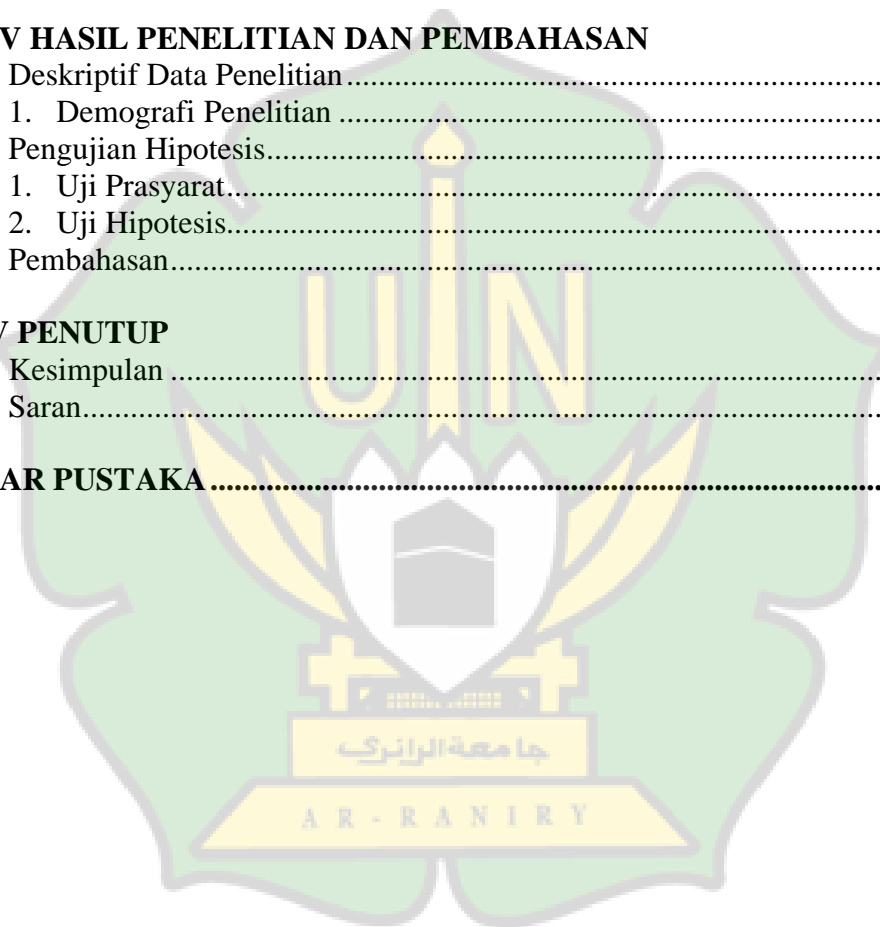 V HASIL PENELITIAN DAN PEMBAHASAN
Deskriptif Data Penelitian ........................................................................
1. Demografi Penelitian ........................................................................
Pengujian Hipotesis........................................................................
1. Uji Prasyarat........................................................................
2. Uji Hipotesis........................................................................
Pembahasan........................................................................
V PENUTUP
Kesimpulan ........................................................................
Saran........................................................................
AR PUSTAKA ........................................................................
UIN
جامعة الرانري
AR-RANIRY